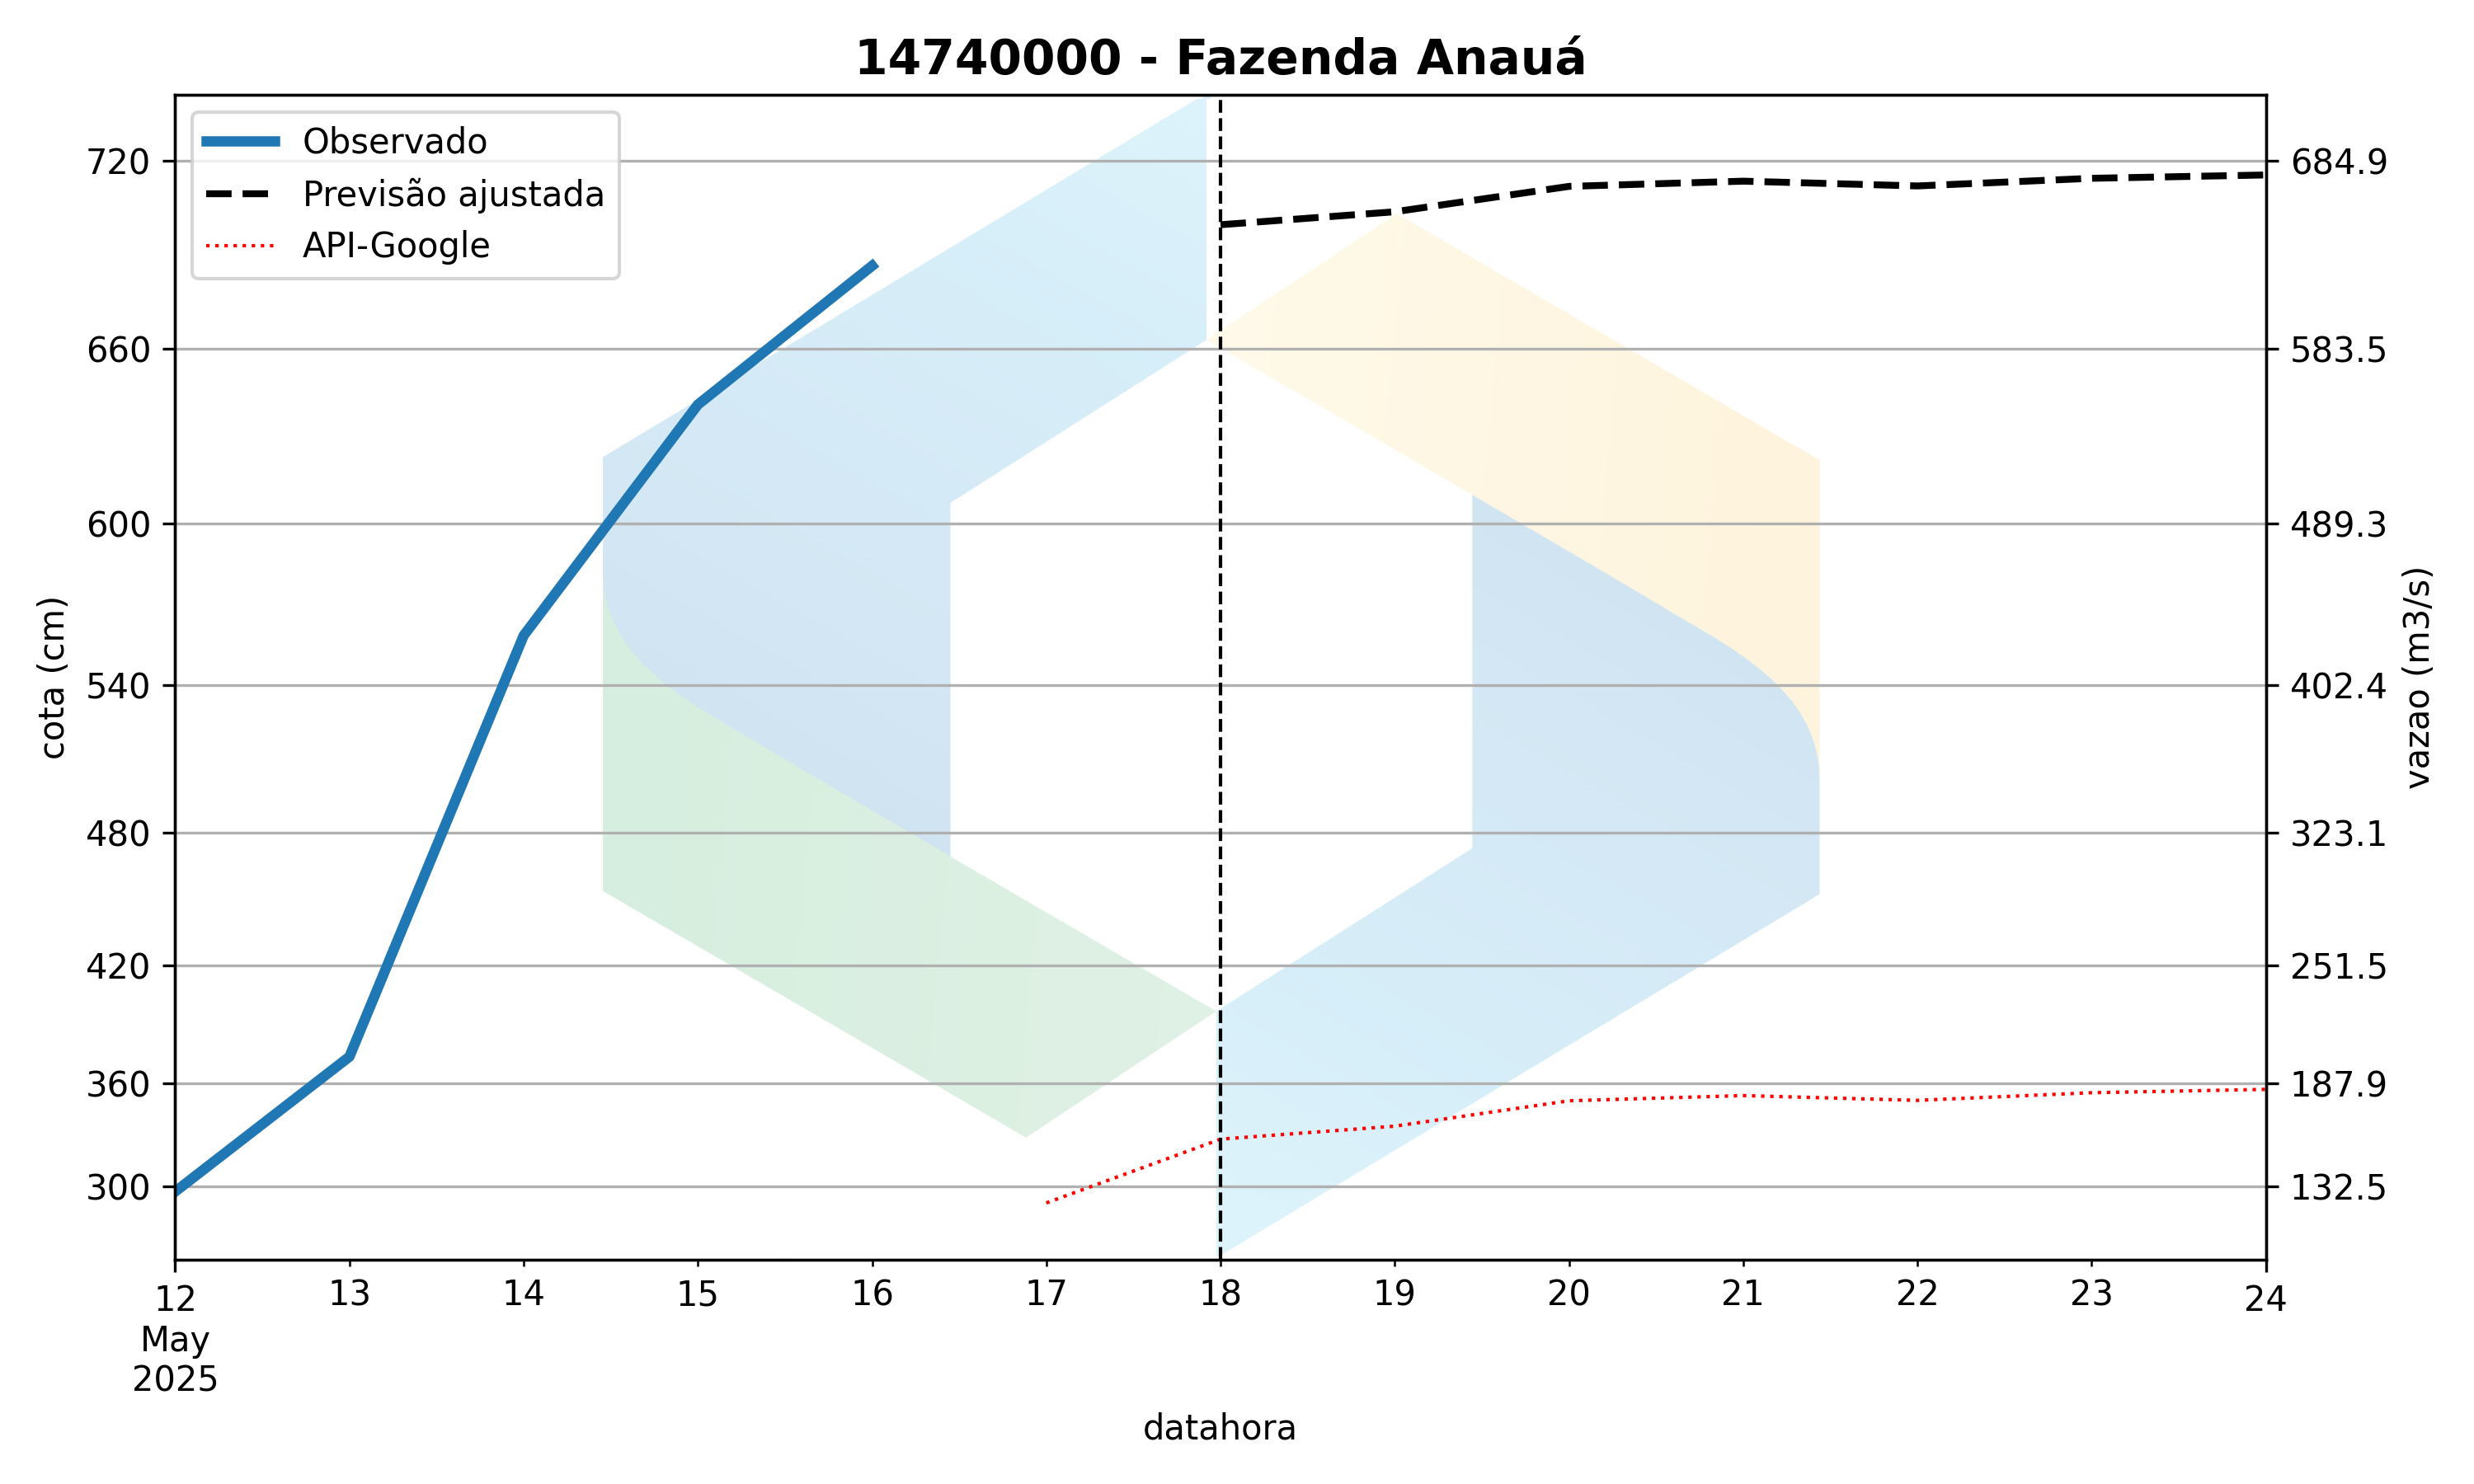 14740000 - Fazenda Anauá
Observado
Previsão ajustada
API-Google
cota (cm)
720
660
600
540
480
420
360
300
684.9
583.5
489.3
402.4
323.1
251.5
187.9
132.5
vazao (m3/s)
12 13 14 15 16 17 18 19 20 21 22 23 24
May
2025
datahora